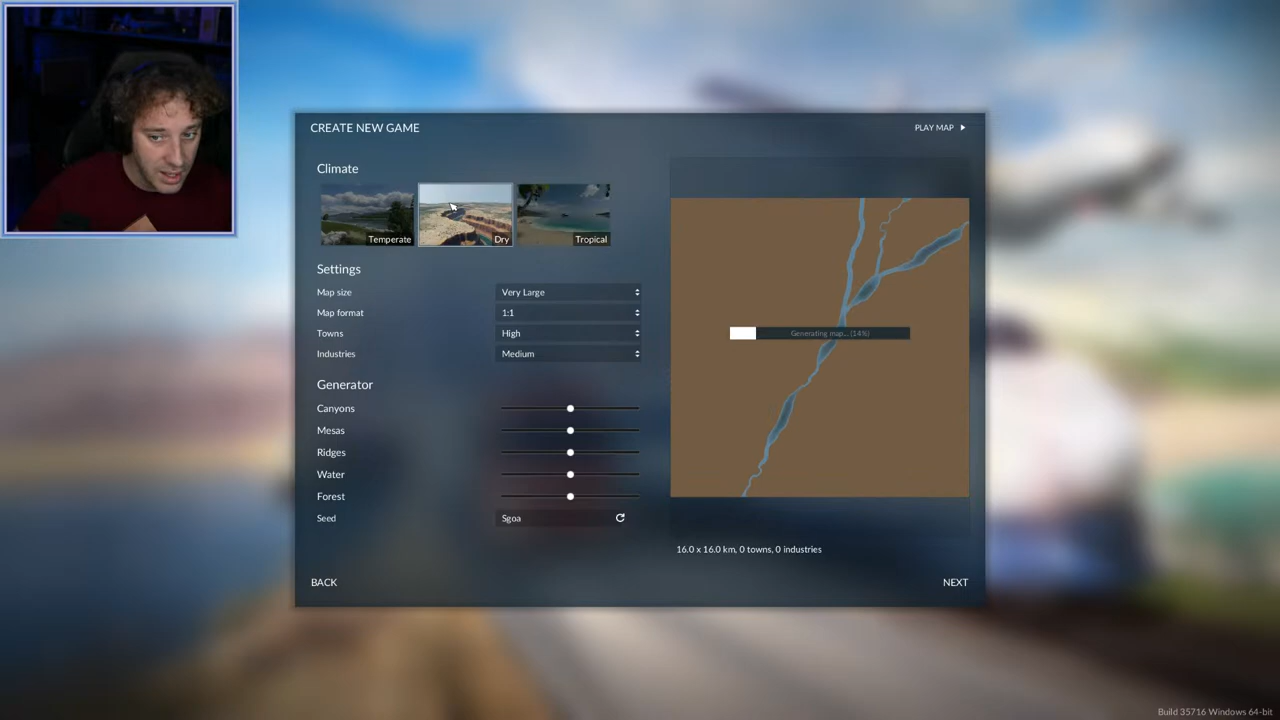 CREATE NEW GAME
PLAY MAP
Climate
Temperate
Dry
Tropical
Settings
Map size
Very Large
Map format
1:1
Towns
High
Industries
Medium
Generating map... (14%)
Generator
Canyons
Mesas
Ridges
Water
Forest
Seed
Sgoa
16.0 x 16.0 km, 0 towns, 0 industries
BACK
NEXT
Build 35716 Windows 64-bit